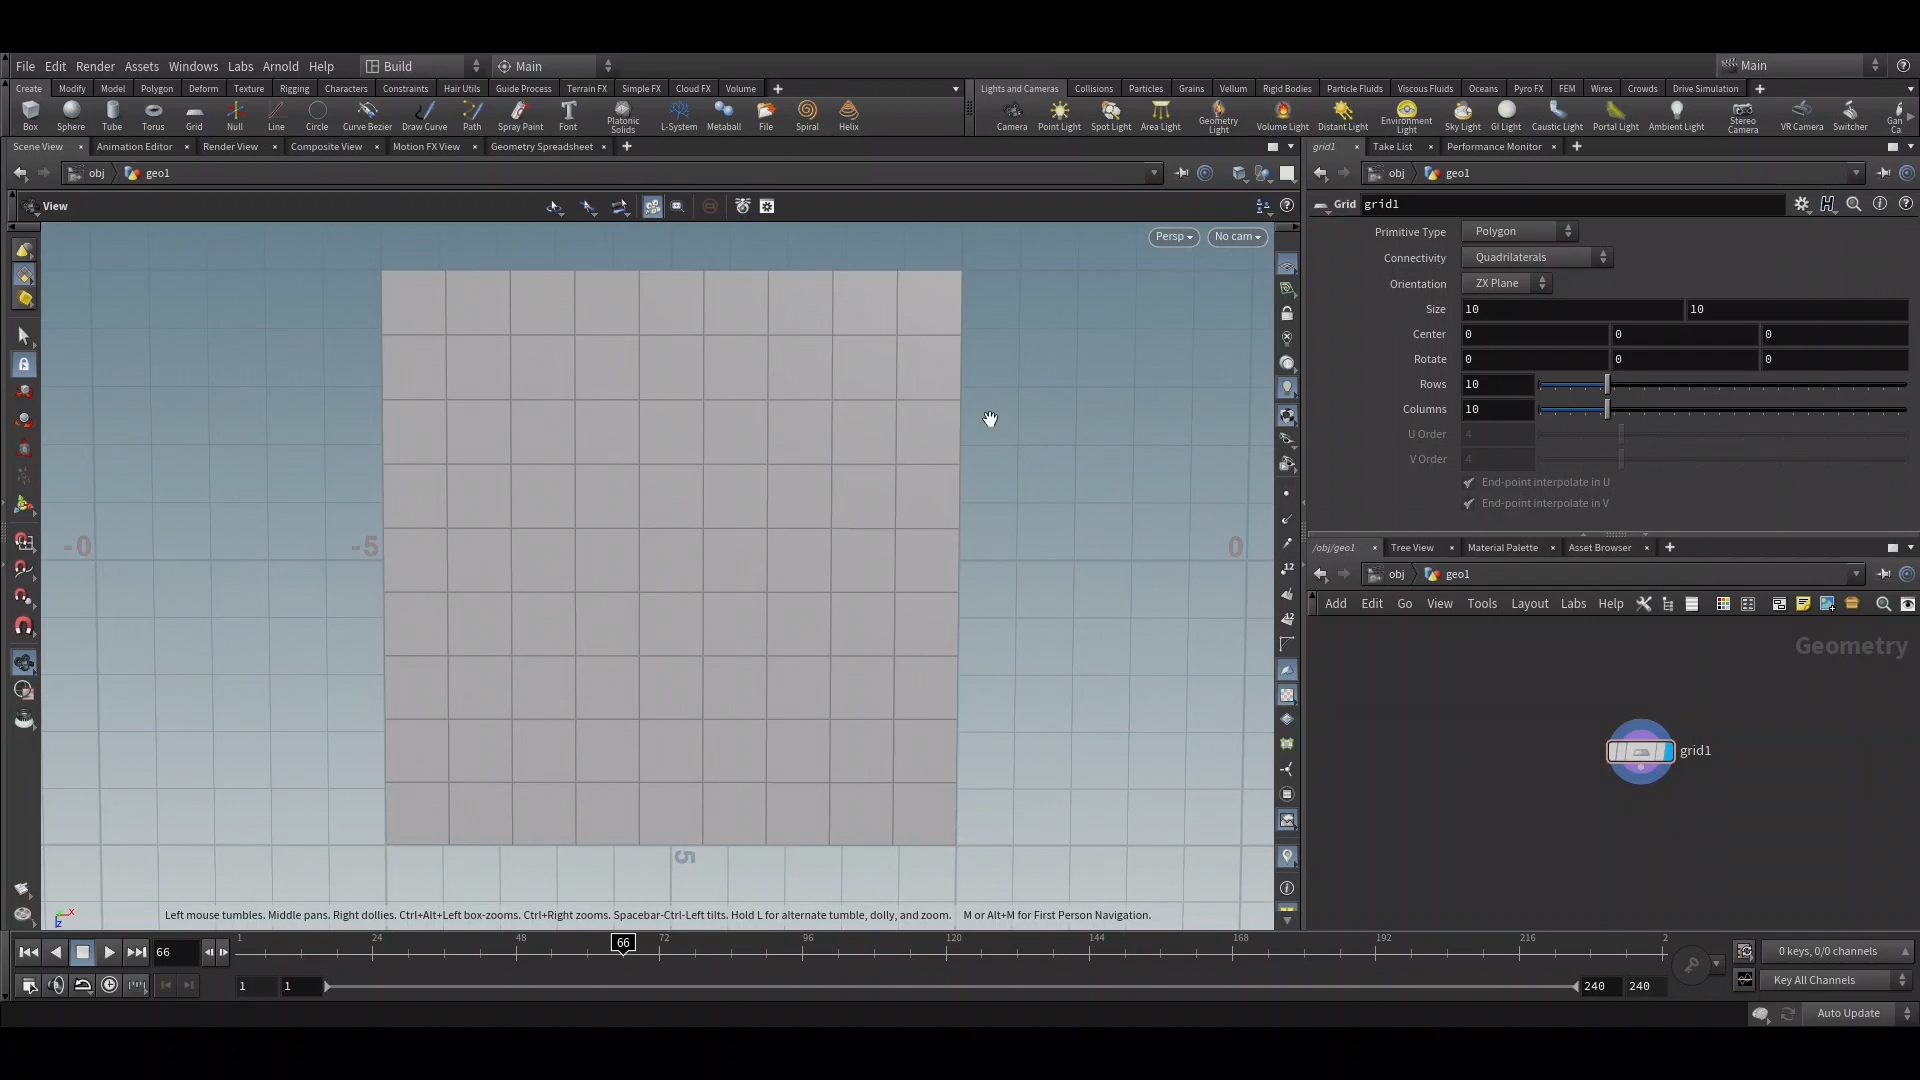 File Edit Render Assets Windows Labs Arnold Help Build Main Main
Create Modify Model Polygon Deform Texture Rigging Characters Constraints Hair Utils Guide Process Terrain FX Simple FX Cloud FX Volume
Lights and Cameras Collisions Particles Grains Vellum Rigid Bodies Particle Fluids Viscous Fluids Oceans Pyro FX FEM Wires Crowds Drive Simulation
Box Sphere Tube Torus Grid Null Line Circle Curve Bezier Draw Curve Path Spray Paint Font Platonic Solids L-System Metaball File Spiral Helix
Camera Point Light Spot Light Area Light Geometry Light Volume Light Distant Light Environment Light Sky Light GI Light Caustic Light Portal Light Ambient Light Stereo Camera VR Camera Switcher Gan Ca
Scene View Animation Editor Render View Composite View Motion FX View Geometry Spreadsheet
grid1 Take List Performance Monitor
obj geo1
obj geo1
View
Grid grid1
Persp No cam
Primitive Type Polygon
Connectivity Quadrilaterals
Orientation ZX Plane
Size 10 10
Center 0 0 0
Rotate 0 0 0
Rows 10
Columns 10
U Order 4
V Order 4
End-point interpolate in U
End-point interpolate in V
-0 -5 0
5
/obj/geo1 Tree View Material Palette Asset Browser
obj geo1
Add Edit Go View Tools Layout Labs Help
Geometry
grid1
Left mouse tumbles. Middle pans. Right dollies. Ctrl+Alt+Left box-zooms. Ctrl+Right zooms. Spacebar-Ctrl-Left tilts. Hold L for alternate tumble, dolly, and zoom. M or Alt+M for First Person Navigation.
z x
66 1 24 48 66 72 96 120 144 168 192 216 2
0 keys, 0/0 channels
1 1 240 240
Key All Channels
Auto Update